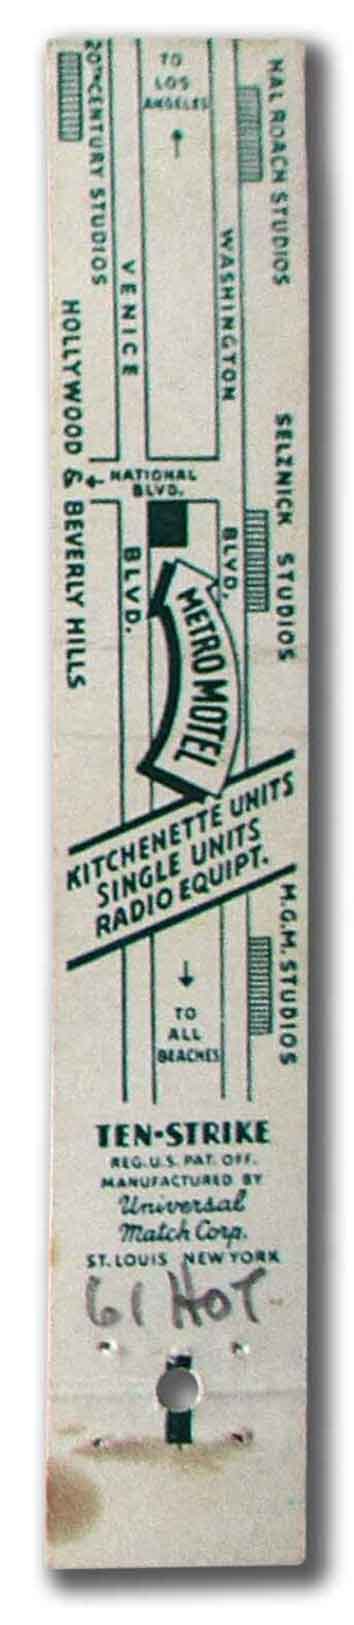 TO
LOS
ANGELES
20TH CENTURY STUDIOS
HAL ROACH STUDIOS
VENICE
WASHINGTON
HOLLYWOOD & BEVERLY HILLS
NATIONAL
BLVD.
SELZNICK STUDIOS
BLVD.
BLVD.
METRO MOTEL
KITCHENETTE UNITS
SINGLE UNITS
RADIO EQUIPT.
M.G.M. STUDIOS
TO
ALL
BEACHES
TEN-STRIKE
REG. U.S. PAT. OFF.
MANUFACTURED BY
Universal
Match Corp.
ST. LOUIS NEW YORK
61 HOT